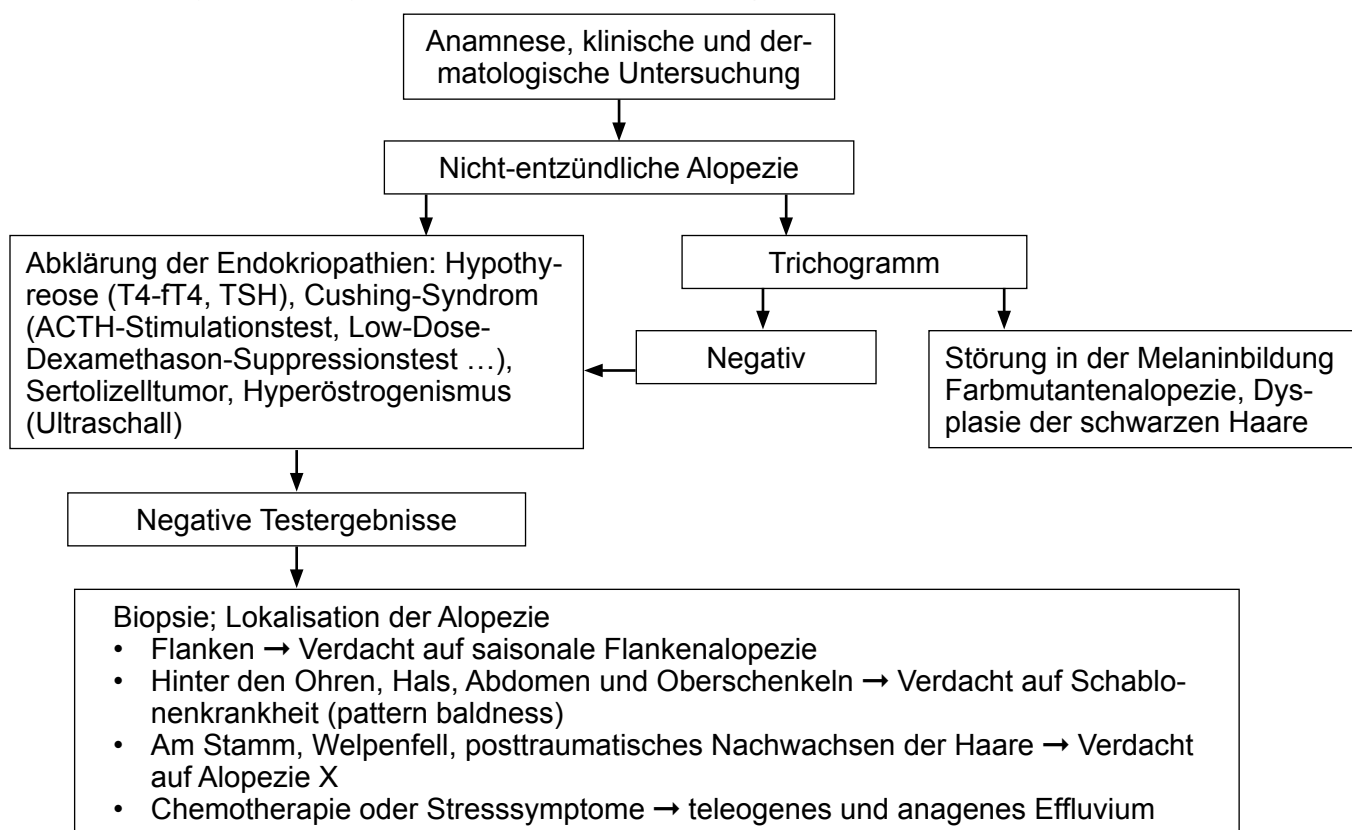 Anamnese, klinische und der-
matologische Untersuchung
Nicht-entzündliche Alopezie
Abklärung der Endokriopathien: Hypothy-
reose (T4-fT4, TSH), Cushing-Syndrom
(ACTH-Stimulationstest, Low-Dose-
Dexamethason-Suppressionstest …),
Sertolizelltumor, Hyperöstrogenismus
(Ultraschall)
Trichogramm
Negativ
Störung in der Melaninbildung
Farbmutantenalopezie, Dys-
plasie der schwarzen Haare
Negative Testergebnisse
Biopsie; Lokalisation der Alopezie
• Flanken → Verdacht auf saisonale Flankenalopezie
• Hinter den Ohren, Hals, Abdomen und Oberschenkeln → Verdacht auf Schablo-
nenkrankheit (pattern baldness)
• Am Stamm, Welpenfell, posttraumatisches Nachwachsen der Haare → Verdacht
auf Alopezie X
• Chemotherapie oder Stresssymptome → teleogenes und anagenes Effluvium